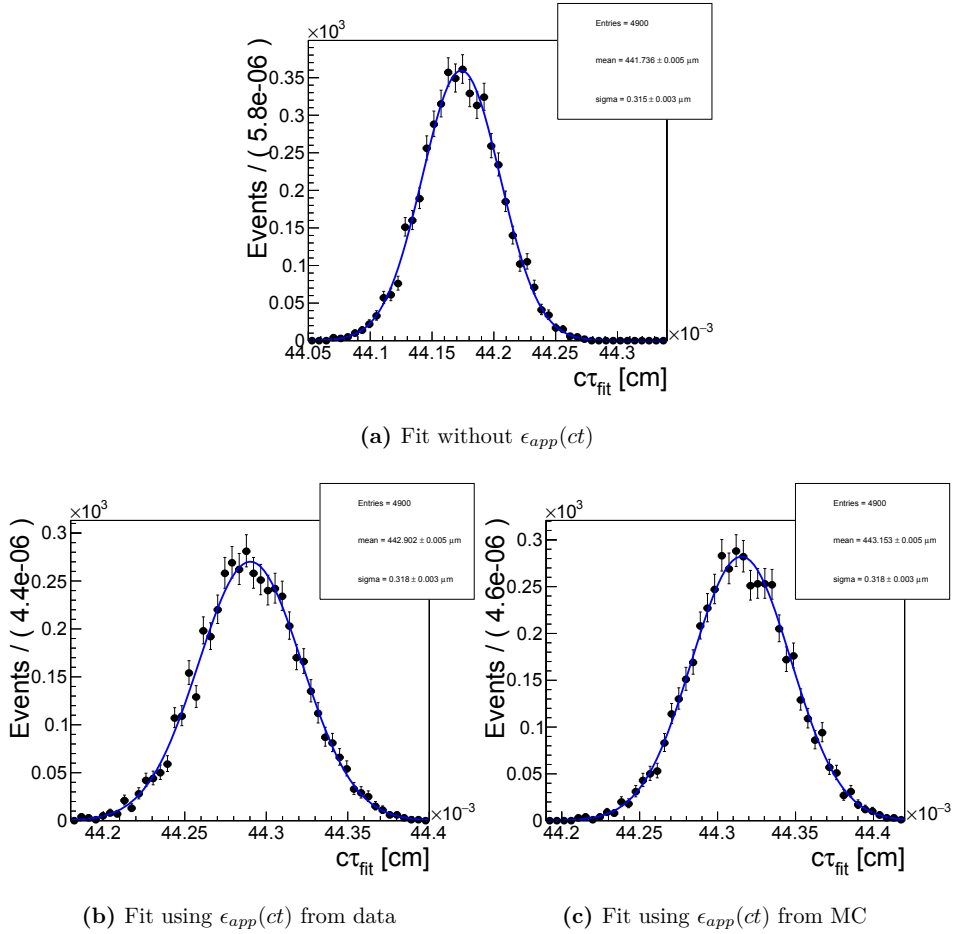 ×10³
Entries = 4900
mean = 441.736 ± 0.005 μm
sigma = 0.315 ± 0.003 μm
Events / ( 5.8e-06 )
0.35
0.3
0.25
0.2
0.15
0.1
0.05
0
44.05 44.1 44.15 44.2 44.25 44.3
×10⁻³
cτfit [cm]
(a) Fit without ϵapp(ct)
×10³
Entries = 4900
mean = 442.902 ± 0.005 μm
sigma = 0.318 ± 0.003 μm
Events / ( 4.4e-06 )
0.3
0.25
0.2
0.15
0.1
0.05
0
44.2 44.25 44.3 44.35 44.4
×10⁻³
cτfit [cm]
(b) Fit using ϵapp(ct) from data
×10³
Entries = 4900
mean = 443.153 ± 0.005 μm
sigma = 0.318 ± 0.003 μm
Events / ( 4.6e-06 )
0.3
0.25
0.2
0.15
0.1
0.05
0
44.2 44.25 44.3 44.35 44.4
×10⁻³
cτfit [cm]
(c) Fit using ϵapp(ct) from MC